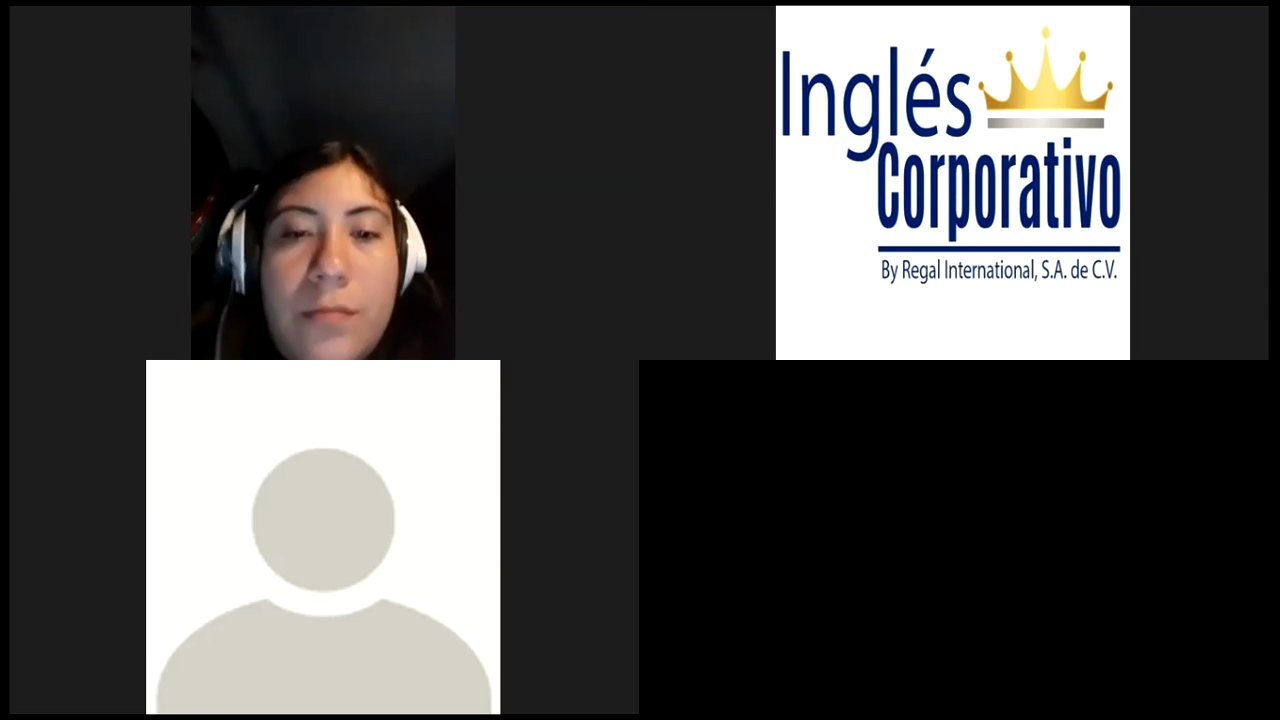 Inglés
Corporativo
By Regal International, S.A. de C.V.